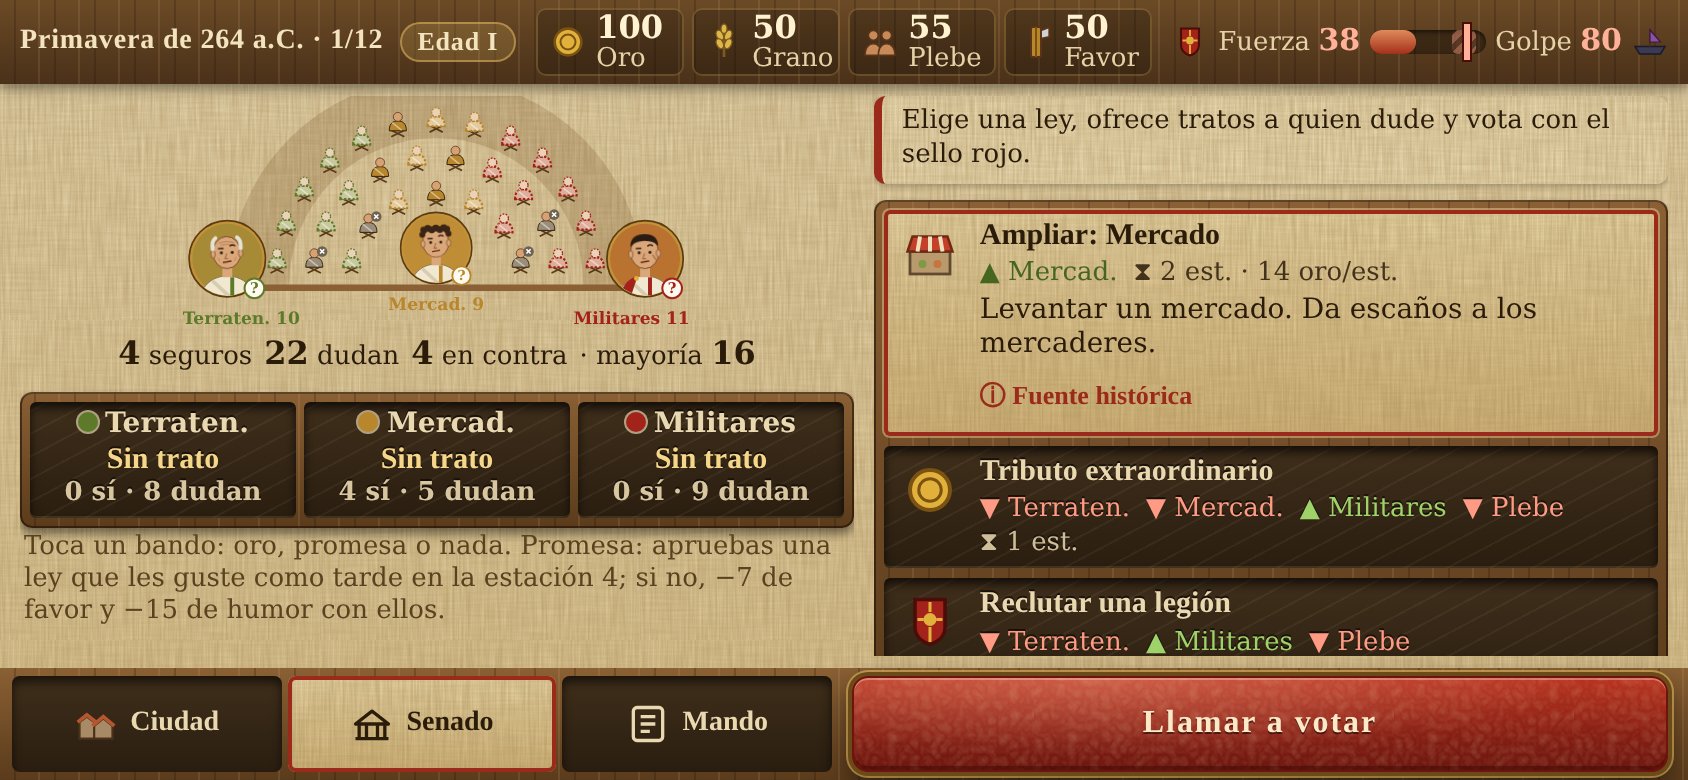 Primavera de 264 a.C. · 1/12
Edad I
100
Oro
50
Grano
55
Plebe
50
Favor
Fuerza 38
Golpe 80
?
?
?
Terraten. 10
Mercad. 9
Militares 11
4 seguros 22 dudan 4 en contra · mayoría 16
Terraten.
Sin trato
0 sí · 8 dudan
Mercad.
Sin trato
4 sí · 5 dudan
Militares
Sin trato
0 sí · 9 dudan
Toca un bando: oro, promesa o nada. Promesa: apruebas una
ley que les guste como tarde en la estación 4; si no, −7 de
favor y −15 de humor con ellos.
Elige una ley, ofrece tratos a quien dude y vota con el
sello rojo.
Ampliar: Mercado
▲ Mercad. ⧗ 2 est. · 14 oro/est.
Levantar un mercado. Da escaños a los
mercaderes.
ⓘ Fuente histórica
Tributo extraordinario
▼ Terraten. ▼ Mercad. ▲ Militares ▼ Plebe
⧗ 1 est.
Reclutar una legión
▼ Terraten. ▲ Militares ▼ Plebe
Ciudad
Senado
Mando
Llamar a votar